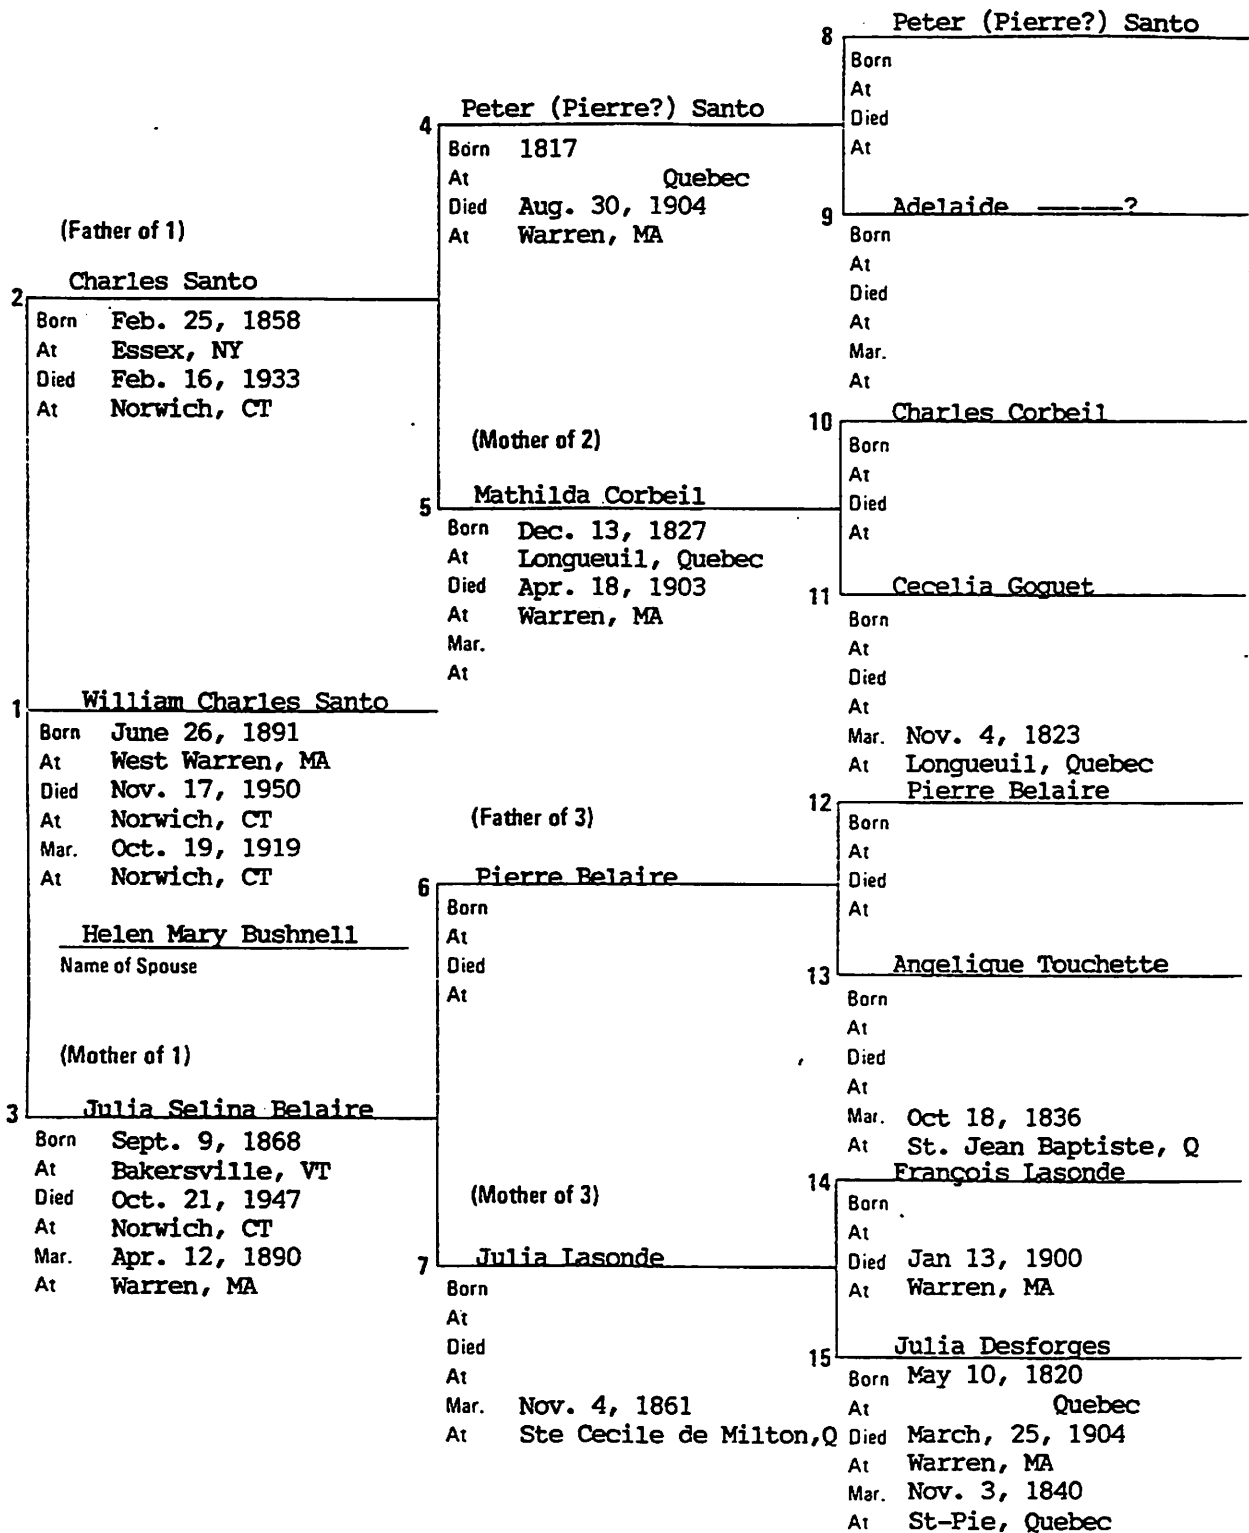 8 Peter (Pierre?) Santo
Born
At
Died
At
4 Peter (Pierre?) Santo
Born 1817
At Quebec
Died Aug. 30, 1904
At Warren, MA
9 Adelaide ------?
Born
At
Died
At
Mar.
At
(Father of 1)
2 Charles Santo
Born Feb. 25, 1858
At Essex, NY
Died Feb. 16, 1933
At Norwich, CT
10 Charles Corbeil
Born
At
Died
At
(Mother of 2)
5 Mathilda Corbeil
Born Dec. 13, 1827
At Longueuil, Quebec
Died Apr. 18, 1903
At Warren, MA
Mar.
At
11 Cecelia Goguet
Born
At
Died
At
Mar. Nov. 4, 1823
At Longueuil, Quebec
1 William Charles Santo
Born June 26, 1891
At West Warren, MA
Died Nov. 17, 1950
At Norwich, CT
Mar. Oct. 19, 1919
At Norwich, CT
Helen Mary Bushnell
Name of Spouse
12 Pierre Belaire
Born
At
Died
At
(Father of 3)
6 Pierre Belaire
Born
At
Died
At
13 Angelique Touchette
Born
At
Died
At
Mar. Oct 18, 1836
At St. Jean Baptiste, Q
(Mother of 1)
3 Julia Selina Belaire
Born Sept. 9, 1868
At Bakersville, VT
Died Oct. 21, 1947
At Norwich, CT
Mar. Apr. 12, 1890
At Warren, MA
14 François Lasonde
Born
At
Died Jan 13, 1900
At Warren, MA
(Mother of 3)
7 Julia Lasonde
Born
At
Died
At
Mar. Nov. 4, 1861
At Ste Cecile de Milton,Q
15 Julia Desforges
Born May 10, 1820
At Quebec
Died March, 25, 1904
At Warren, MA
Mar. Nov. 3, 1840
At St-Pie, Quebec